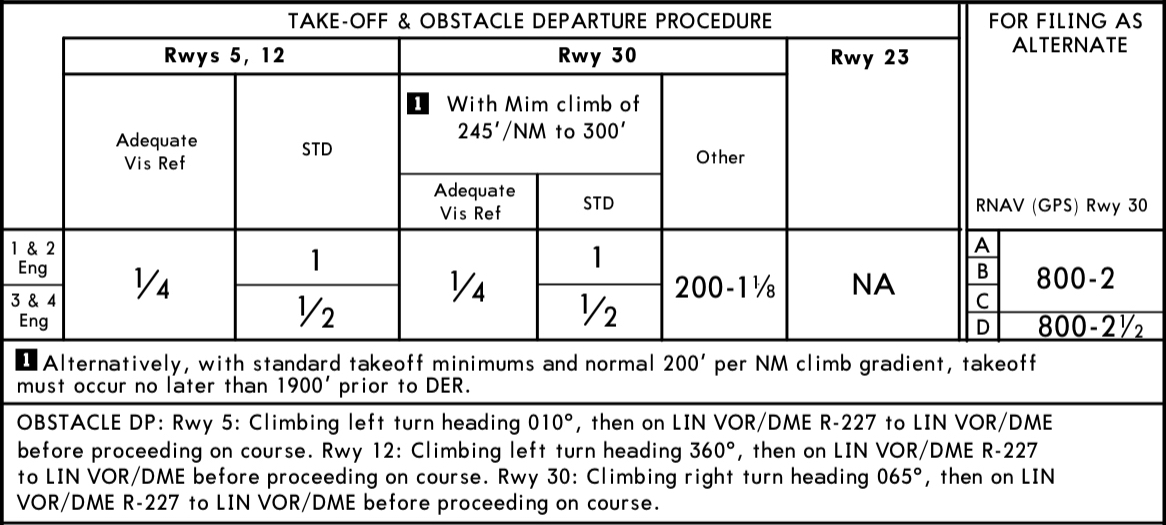 TAKE-OFF & OBSTACLE DEPARTURE PROCEDURE
FOR FILING AS
ALTERNATE
Rwys 5, 12
Rwy 30
Rwy 23
1 With Mim climb of
245'/NM to 300'
Adequate
Vis Ref
STD
Other
Adequate
Vis Ref
STD
RNAV (GPS) Rwy 30
1 & 2
Eng
3 & 4
Eng
1/4
1
1/2
1/4
1
1/2
200-1 1/8
NA
A
B
C
D
800-2
800-2 1/2
1 Alternatively, with standard takeoff minimums and normal 200' per NM climb gradient, takeoff
must occur no later than 1900' prior to DER.
OBSTACLE DP: Rwy 5: Climbing left turn heading 010°, then on LIN VOR/DME R-227 to LIN VOR/DME
before proceeding on course. Rwy 12: Climbing left turn heading 360°, then on LIN VOR/DME R-227
to LIN VOR/DME before proceeding on course. Rwy 30: Climbing right turn heading 065°, then on LIN
VOR/DME R-227 to LIN VOR/DME before proceeding on course.